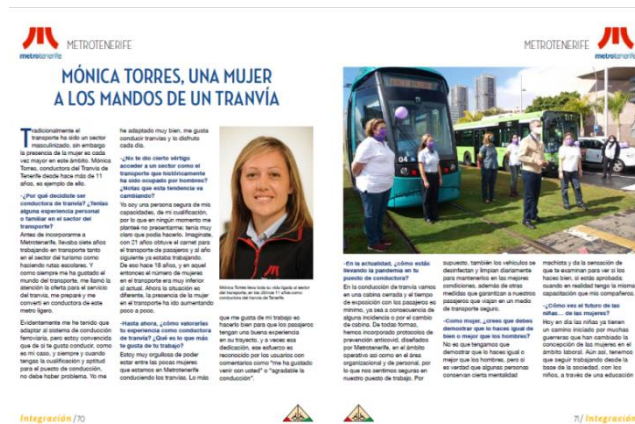 METROTENERIFE
metrotenerife
MÓNICA TORRES, UNA MUJER
A LOS MANDOS DE UN TRANVÍA
Tradicionalmente el
transporte ha sido un sector
masculinizado, sin embargo
la presencia de la mujer es cada
vez mayor en este ámbito. Mónica
Torres, conductora del Tranvía de
Tenerife desde hace más de 11
años, es ejemplo de ello.
-¿Por qué decidiste ser
conductora de tranvía? ¿Tenías
alguna experiencia personal
o familiar en el sector del
transporte?
Antes de incorporarme a
Metrotenerife, llevaba siete años
trabajando en transporte tanto
en el sector del turismo como
haciendo rutas escolares. Y
como siempre me ha gustado el
mundo del transporte, me llamó la
atención la oferta para el servicio
del tranvía, me preparé y me
convertí en conductora de este
metro ligero.
Evidentemente me he tenido que
adaptar al sistema de conducción
ferroviaria, pero estoy convencida
de que si te gusta conducir, como
es mi caso, y siempre y cuando
tengas la cualificación y aptitud
para el puesto de conducción,
no debe haber problema. Yo me
he adaptado muy bien, me gusta
conducir tranvías y lo disfruto
cada día.
-¿No te dio cierto vértigo
acceder a un sector como el
transporte que históricamente
ha sido ocupado por hombres?
¿Notas que esta tendencia va
cambiando?
Yo soy una persona segura de mis
capacidades, de mi cualificación,
por lo que en ningún momento me
planteé no presentarme; tenía muy
claro que podía hacerlo. Imagínate,
con 21 años obtuve el carnet para
el transporte de pasajeros y al año
siguiente ya estaba trabajando.
De eso hace 18 años, y en aquel
entonces el número de mujeres
en el transporte era muy inferior
al actual. Ahora la situación es
diferente, la presencia de la mujer
en el transporte ha ido aumentando
poco a poco.
-Hasta ahora, ¿cómo valorarías
tu experiencia como conductora
de tranvía? ¿Qué es lo que más
te gusta de tu trabajo?
Estoy muy orgullosa de poder
estar entre las pocas mujeres
que estamos en Metrotenerife
conduciendo los tranvías. Lo más
Mónica Torres lleva toda su vida ligada al sector
del transporte, en los últimos 11 años como
conductora del tranvía de Tenerife.
que me gusta de mi trabajo es
hacerlo bien para que los pasajeros
tengan una buena experiencia
en su trayecto, y a veces esa
dedicación, ese esfuerzo es
reconocido por los usuarios con
comentarios como "me ha gustado
venir con usted" o "agradable la
conducción"
Integración /70
METROTENERIFE
metrotenerife
04
-En la actualidad, ¿cómo estás
llevando la pandemia en tu
puesto de conductora?
En la conducción de tranvía vamos
en una cabina cerrada y el tiempo
de exposición con los pasajeros es
mínimo, ya sea a consecuencia de
alguna incidencia o por el cambio
de cabina. De todas formas,
hemos incorporado protocolos de
prevención anticovid, diseñados
por Metrotenerife, en el ámbito
operativo así como en el área
organizacional y de personal, por
lo que nos sentimos seguras en
nuestro puesto de trabajo. Por
supuesto, también los vehículos se
desinfectan y limpian diariamente
para mantenerlos en las mejores
condiciones, además de otras
medidas que garantizan a nuestros
pasajeros que viajan en un medio
de transporte seguro.
-Como mujer, ¿crees que debes
demostrar que lo haces igual de
bien o mejor que los hombres?
No es que tengamos que
demostrar que lo haces igual o
mejor que los hombres, pero sí
es verdad que algunas personas
conservan cierta mentalidad
machista y da la sensación de
que te examinan para ver si los
haces bien, si estás aprobada;
cuando en realidad tengo la misma
capacitación que mis compañeros.
-¿Cómo ves el futuro de las
niñas... de las mujeres?
Hoy en día las niñas ya tienen
un camino iniciado por muchas
guerreras que han cambiado la
concepción de las mujeres en el
ámbito laboral. Aún así, tenemos
que seguir trabajando desde la
base de la sociedad, con los
niños, a través de una educación
71/ Integración